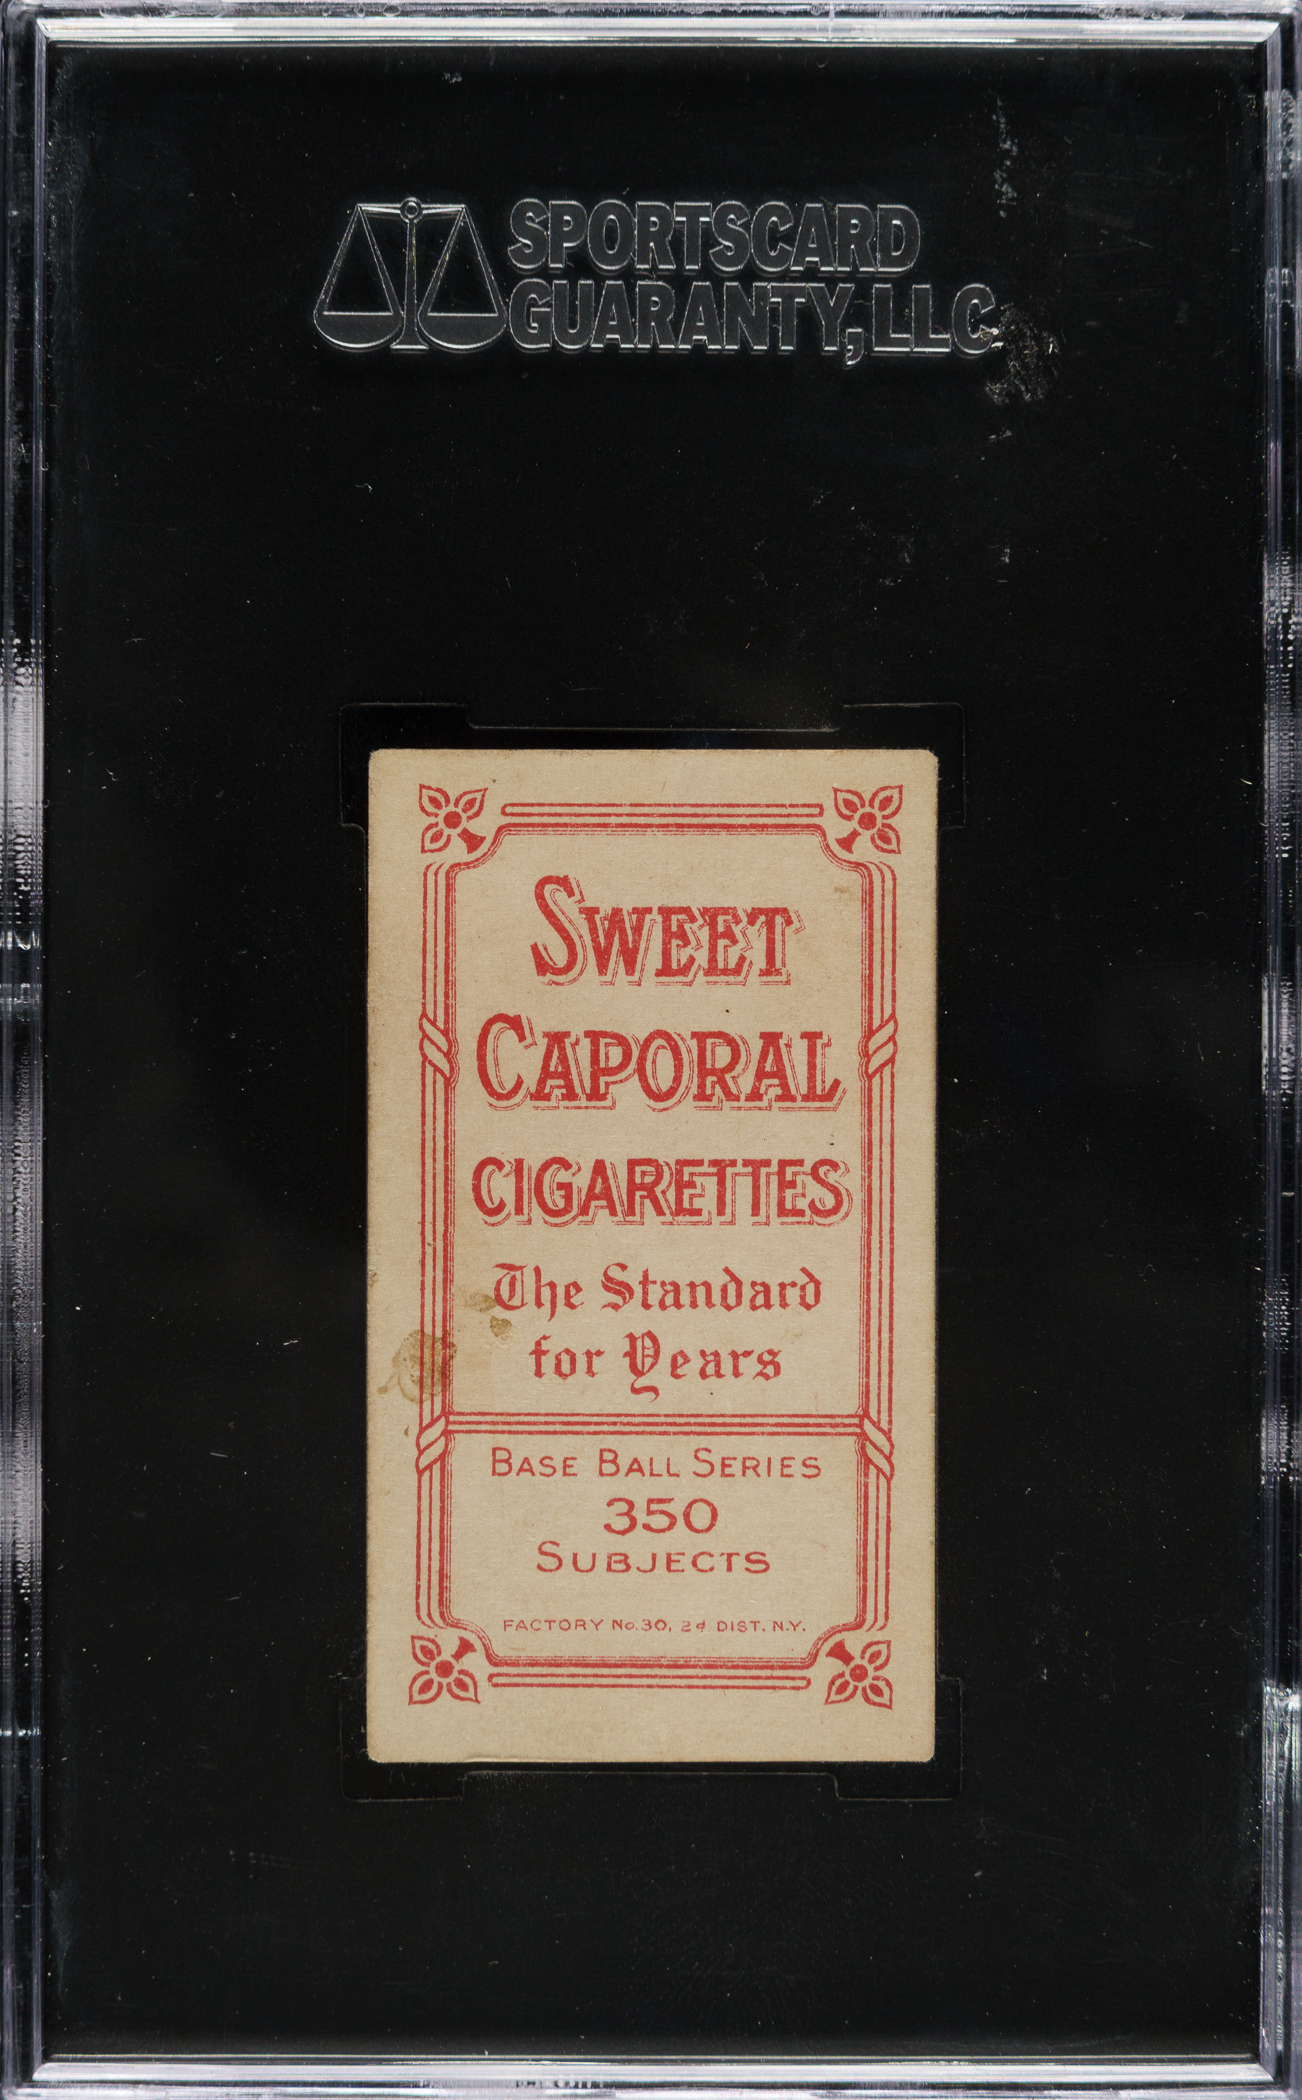 SPORTSCARD
GUARANTY, LLC
SWEET
CAPORAL
CIGARETTES
The Standard
for Years
BASE BALL SERIES
350
SUBJECTS
FACTORY No. 30, 2d DIST. N.Y.